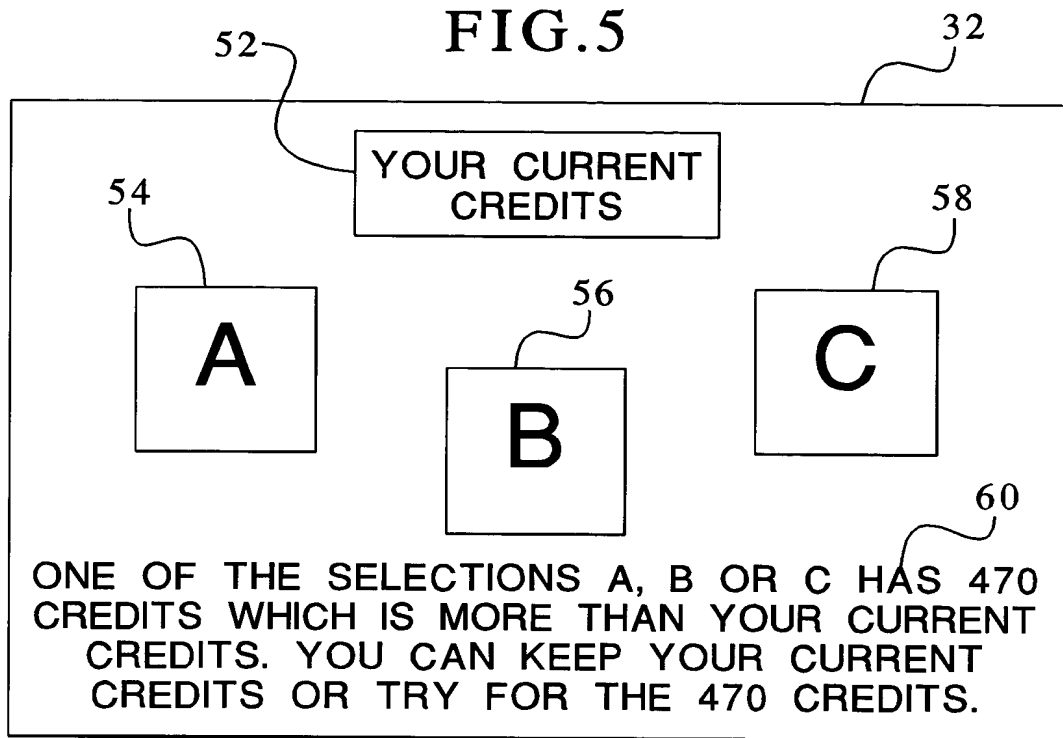 FIG.5
52
32
YOUR CURRENT
CREDITS
54
58
56
A
B
C
60
ONE OF THE SELECTIONS A, B OR C HAS 470
CREDITS WHICH IS MORE THAN YOUR CURRENT
CREDITS. YOU CAN KEEP YOUR CURRENT
CREDITS OR TRY FOR THE 470 CREDITS.